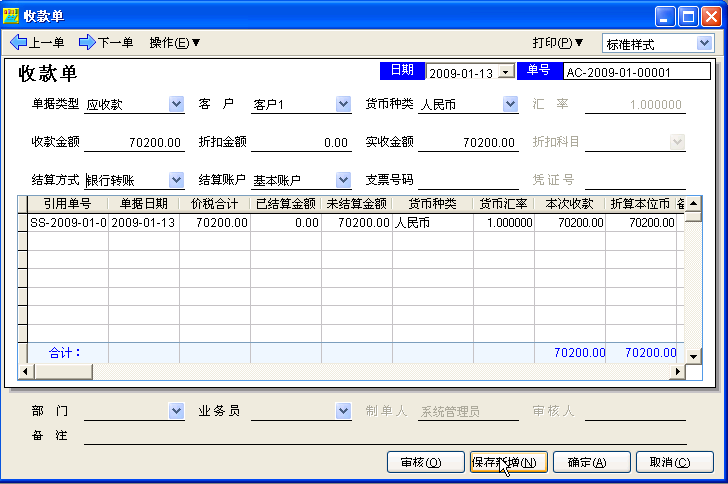 收款单
上一单 下一单 操作(E)▼ 打印(P)▼ 标准样式
收款单 日期 2009-01-13 单号 AC-2009-01-00001
单据类型 应收款 客 户 客户1 货币种类 人民币 汇 率 1.000000
收款金额 70200.00 折扣金额 0.00 实收金额 70200.00 折扣科目
结算方式 银行转账 结算账户 基本账户 支票号码 凭证号
引用单号 单据日期 价税合计 已结算金额 未结算金额 货币种类 货币汇率 本次收款 折算本位币 备
SS-2009-01-0 2009-01-13 70200.00 0.00 70200.00 人民币 1.000000 70200.00 70200.00
合计： 70200.00 70200.00
部 门 业务员 制单人 系统管理员 审核人
备 注
审核(O) 保存新增(N) 确定(A) 取消(C)